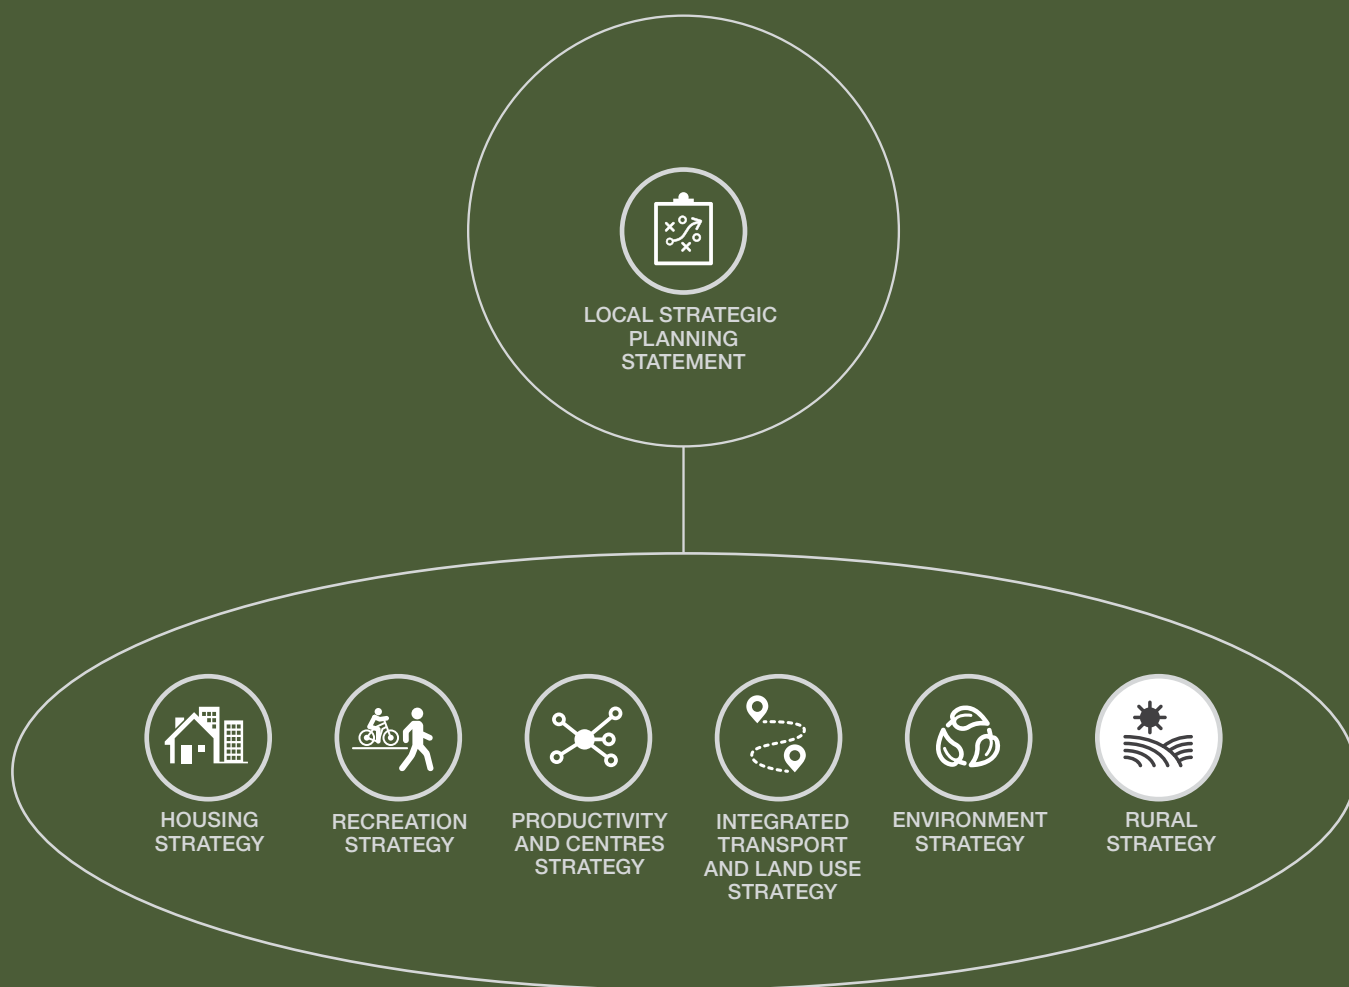 LOCAL STRATEGIC
PLANNING
STATEMENT
HOUSING
STRATEGY
RECREATION
STRATEGY
PRODUCTIVITY
AND CENTRES
STRATEGY
INTEGRATED
TRANSPORT
AND LAND USE
STRATEGY
ENVIRONMENT
STRATEGY
RURAL
STRATEGY